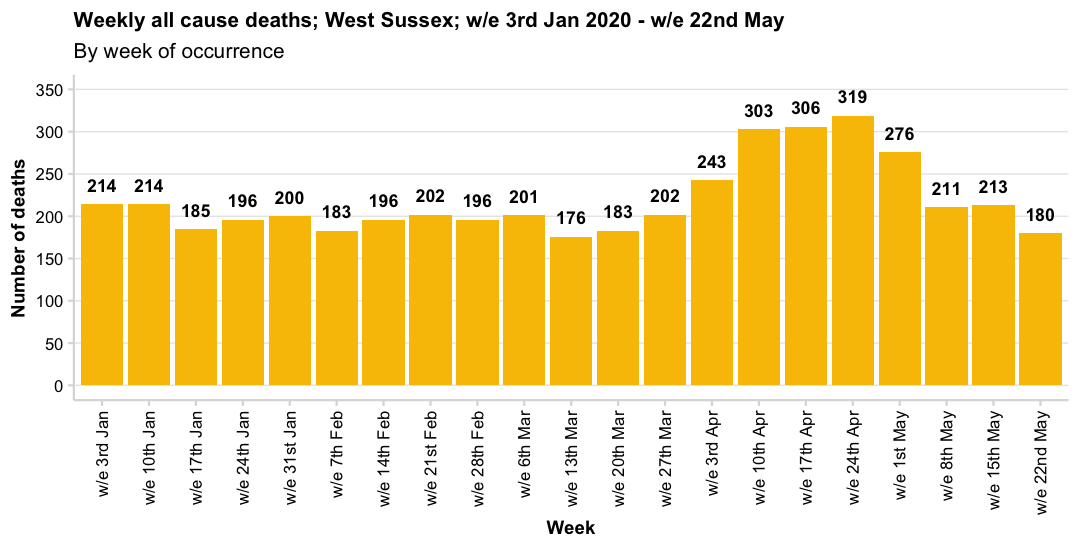 Weekly all cause deaths; West Sussex; w/e 3rd Jan 2020 - w/e 22nd May
By week of occurrence
Number of deaths
350
300
250
200
150
100
50
0
214
214
185
196
200
183
196
202
196
201
176
183
202
243
303
306
319
276
211
213
180
w/e 3rd Jan
w/e 10th Jan
w/e 17th Jan
w/e 24th Jan
w/e 31st Jan
w/e 7th Feb
w/e 14th Feb
w/e 21st Feb
w/e 28th Feb
w/e 6th Mar
w/e 13th Mar
w/e 20th Mar
w/e 27th Mar
w/e 3rd Apr
w/e 10th Apr
w/e 17th Apr
w/e 24th Apr
w/e 1st May
w/e 8th May
w/e 15th May
w/e 22nd May
Week